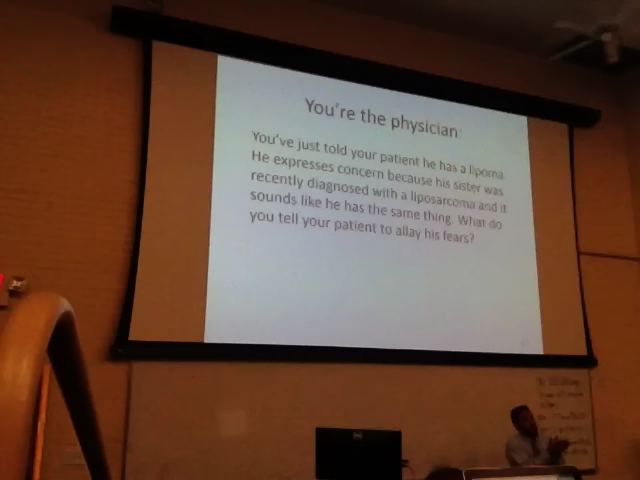 You're the physician:
You've just told your patient he has a lipoma
He expresses concern because his sister was
recently diagnosed with a liposarcoma and it
sounds like he has the same thing. What do
you tell your patient to allay his fears?